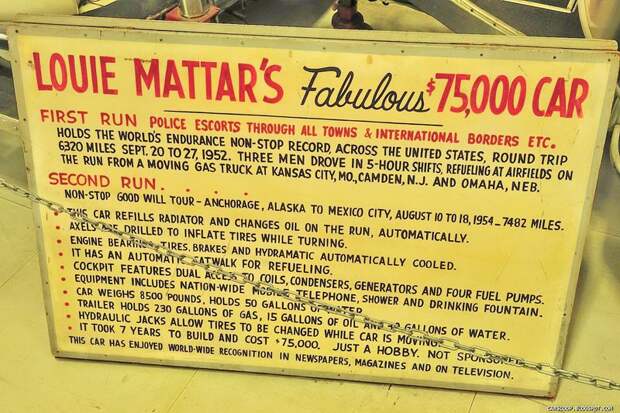 LOUIE MATTAR'S Fabulous $75,000 CAR
FIRST RUN POLICE ESCORTS THROUGH ALL TOWNS & INTERNATIONAL BORDERS ETC.
HOLDS THE WORLD'S ENDURANCE NON-STOP RECORD, ACROSS THE UNITED STATES, ROUND TRIP
6320 MILES SEPT. 20 TO 27, 1952. THREE MEN DROVE IN 5-HOUR SHIFTS, REFUELING AT AIRFIELDS ON
THE RUN FROM A MOVING GAS TRUCK AT KANSAS CITY, MO., CAMDEN, N.J. AND OMAHA, NEB.
SECOND RUN. . . . .
NON-STOP GOOD WILL TOUR - ANCHORAGE, ALASKA TO MEXICO CITY, AUGUST 10 TO 18, 1954 - 7482 MILES.
• THIS CAR REFILLS RADIATOR AND CHANGES OIL ON THE RUN, AUTOMATICALLY.
• AXELS ARE DRILLED TO INFLATE TIRES WHILE TURNING.
• ENGINE BEARINGS, TIRES, BRAKES AND HYDRAMATIC AUTOMATICALLY COOLED.
• IT HAS AN AUTOMATIC CATWALK FOR REFUELING.
• COCKPIT FEATURES DUAL ACCESS TO COILS, CONDENSERS, GENERATORS AND FOUR FUEL PUMPS.
• EQUIPMENT INCLUDES NATION-WIDE MOBILE TELEPHONE, SHOWER AND DRINKING FOUNTAIN.
• CAR WEIGHS 8500 POUNDS, HOLDS 50 GALLONS OF WATER.
• TRAILER HOLDS 230 GALLONS OF GAS, 15 GALLONS OF OIL AND GALLONS OF WATER.
• HYDRAULIC JACKS ALLOW TIRES TO BE CHANGED WHILE CAR IS MOVING.
• IT TOOK 7 YEARS TO BUILD AND COST $75,000. JUST A HOBBY. NOT SPONSORED.
THIS CAR HAS ENJOYED WORLD-WIDE RECOGNITION IN NEWSPAPERS, MAGAZINES AND ON TELEVISION.
CARSCOOP.BLOGSPOT.COM